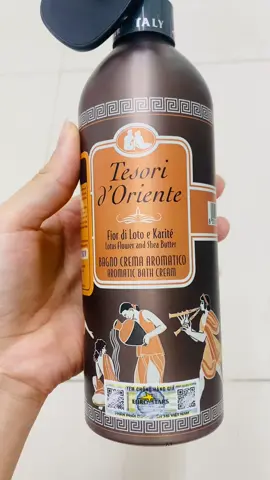 ITALY
Tesori
d'Oriente
Fior di Loto e Karité
Lotus Flower and Shea Butter
BAGNO CREMA AROMATICO
AROMATIC BATH CREAM